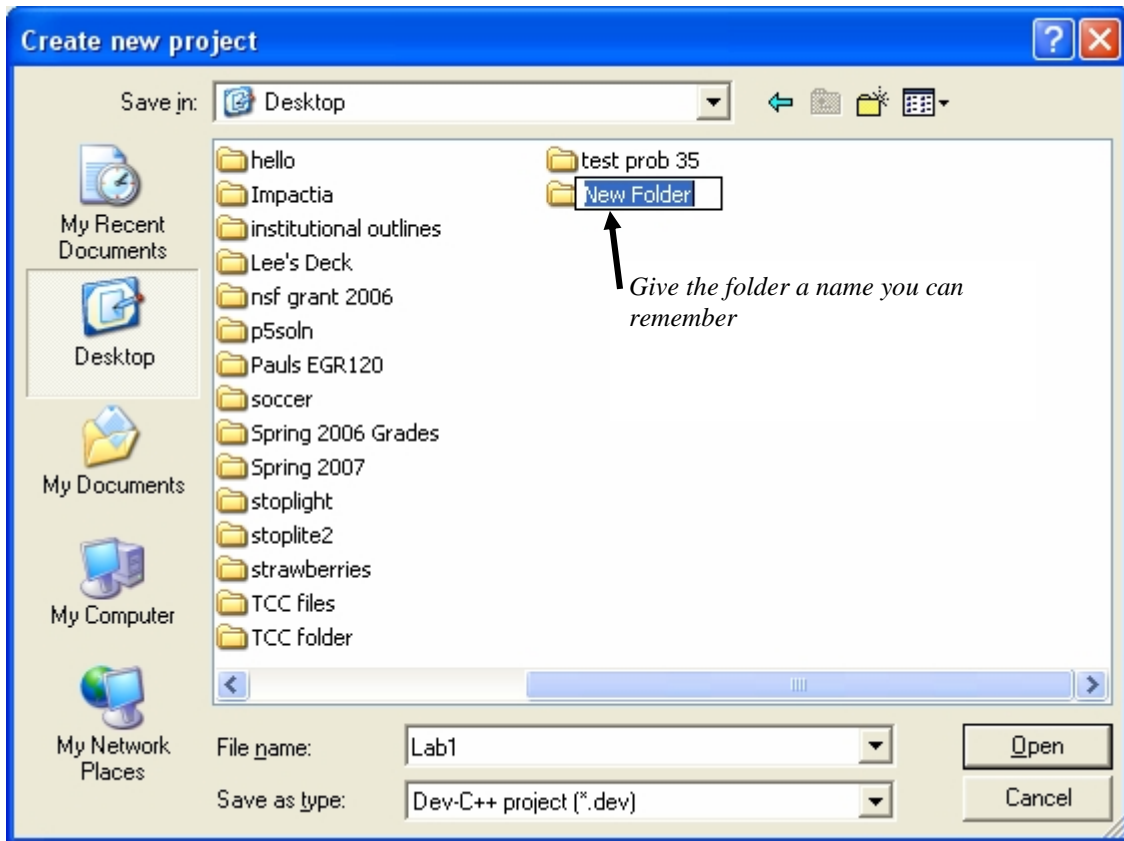 Create new project
Save in:
Desktop
My Recent
Documents
Desktop
My Documents
My Computer
My Network
Places
hello
Impactia
institutional outlines
Lee's Deck
nsf grant 2006
p5soln
Pauls EGR120
soccer
Spring 2006 Grades
Spring 2007
stoplight
stoplite2
strawberries
TCC files
TCC folder
test prob 35
New Folder
Give the folder a name you can
remember
File name:
Lab1
Open
Save as type:
Dev-C++ project (*.dev)
Cancel